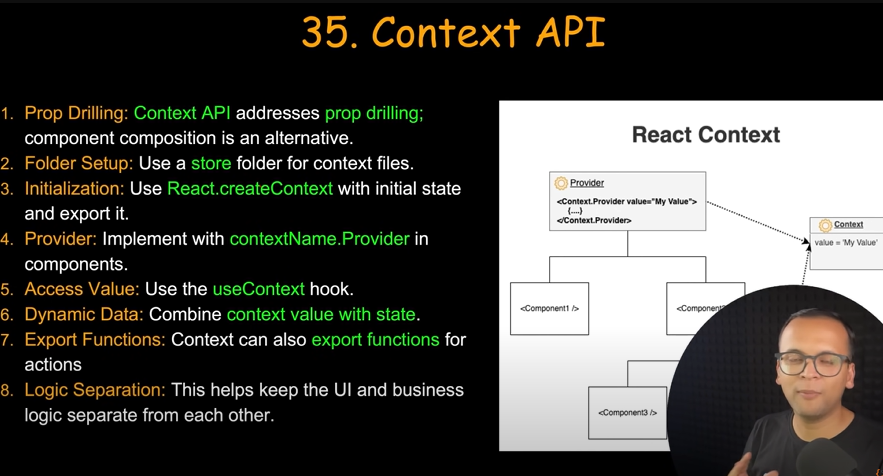 35. Context API
1. Prop Drilling: Context API addresses prop drilling;
component composition is an alternative.
2. Folder Setup: Use a store folder for context files.
3. Initialization: Use React.createContext with initial state
and export it.
4. Provider: Implement with contextName.Provider in
components.
5. Access Value: Use the useContext hook.
6. Dynamic Data: Combine context value with state.
7. Export Functions: Context can also export functions for
actions
8. Logic Separation: This helps keep the UI and business
logic separate from each other.
React Context
Provider
<Context.Provider value="My Value">
{....}
</Context.Provider>
Context
value = 'My Value'
<Component1 />
<Component3 />